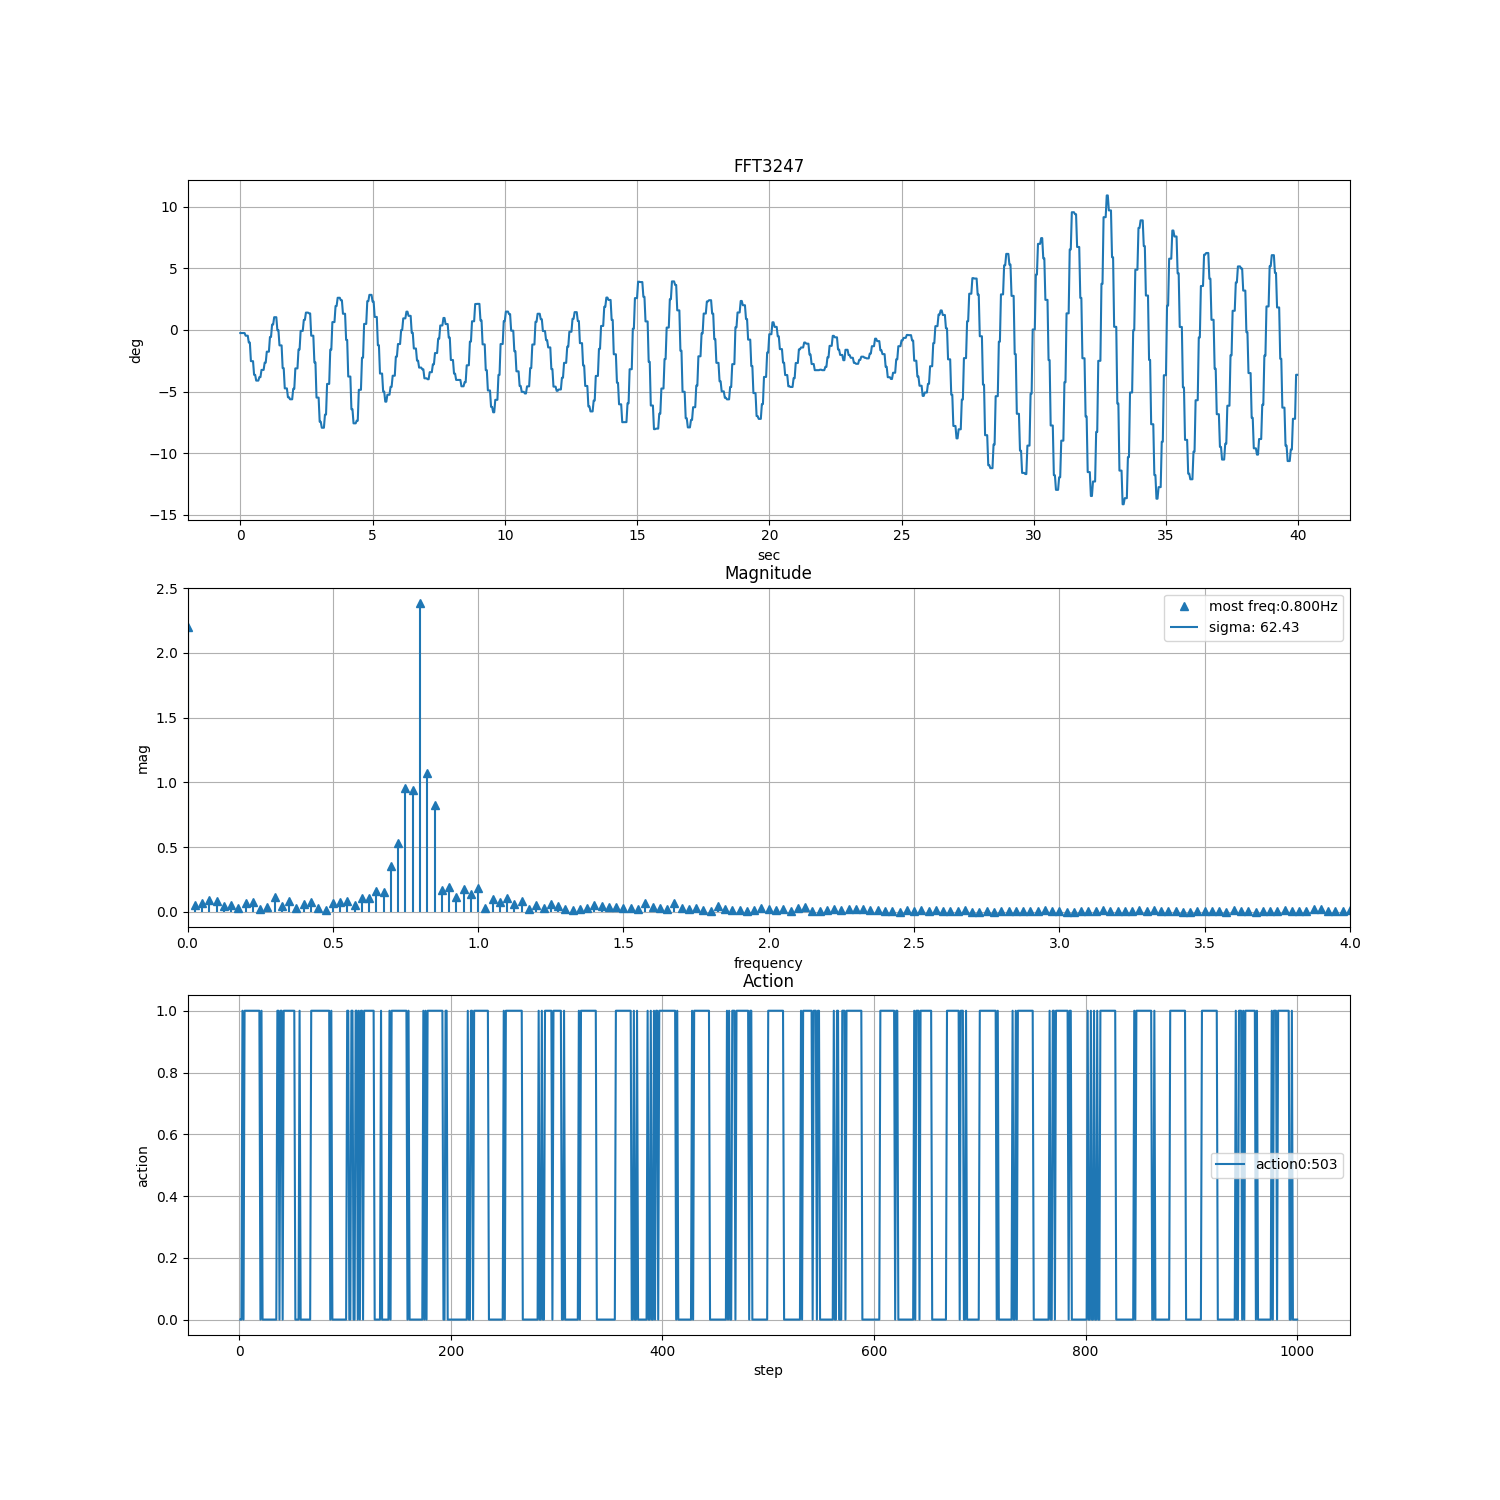 FFT3247
10
5
0
−5
−10
−15
deg
0 5 10 15 20 25 30 35 40
sec
Magnitude
2.5
2.0
1.5
1.0
0.5
0.0
mag
most freq:0.800Hz
sigma: 62.43
0.0 0.5 1.0 1.5 2.0 2.5 3.0 3.5 4.0
frequency
Action
1.0
0.8
0.6
0.4
0.2
0.0
action
action0:503
0 200 400 600 800 1000
step